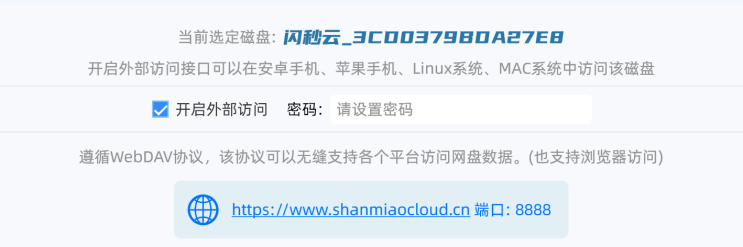 当前选定磁盘: 闪秒云_3CD0379BDA27E8
开启外部访问接口可以在安卓手机、苹果手机、Linux系统、MAC系统中访问该磁盘
开启外部访问 密码: 请设置密码
遵循WebDAV协议，该协议可以无缝支持各个平台访问网盘数据。(也支持浏览器访问)
https://www.shanmiaocloud.cn 端口: 8888